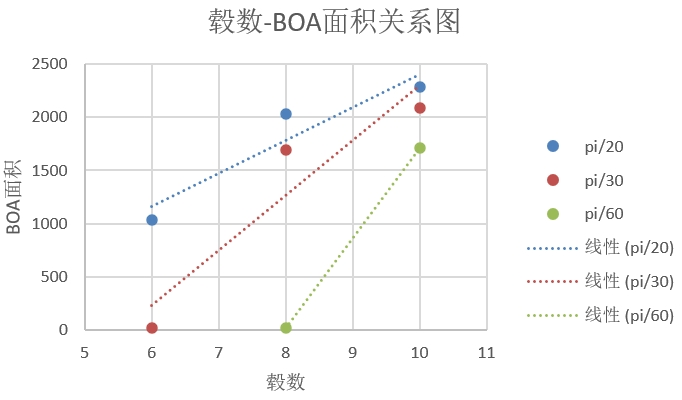 毂数-BOA面积关系图
2500
2000
1500
1000
500
0
BOA面积
5 6 7 8 9 10 11
毂数
pi/20
pi/30
pi/60
线性 (pi/20)
线性 (pi/30)
线性 (pi/60)